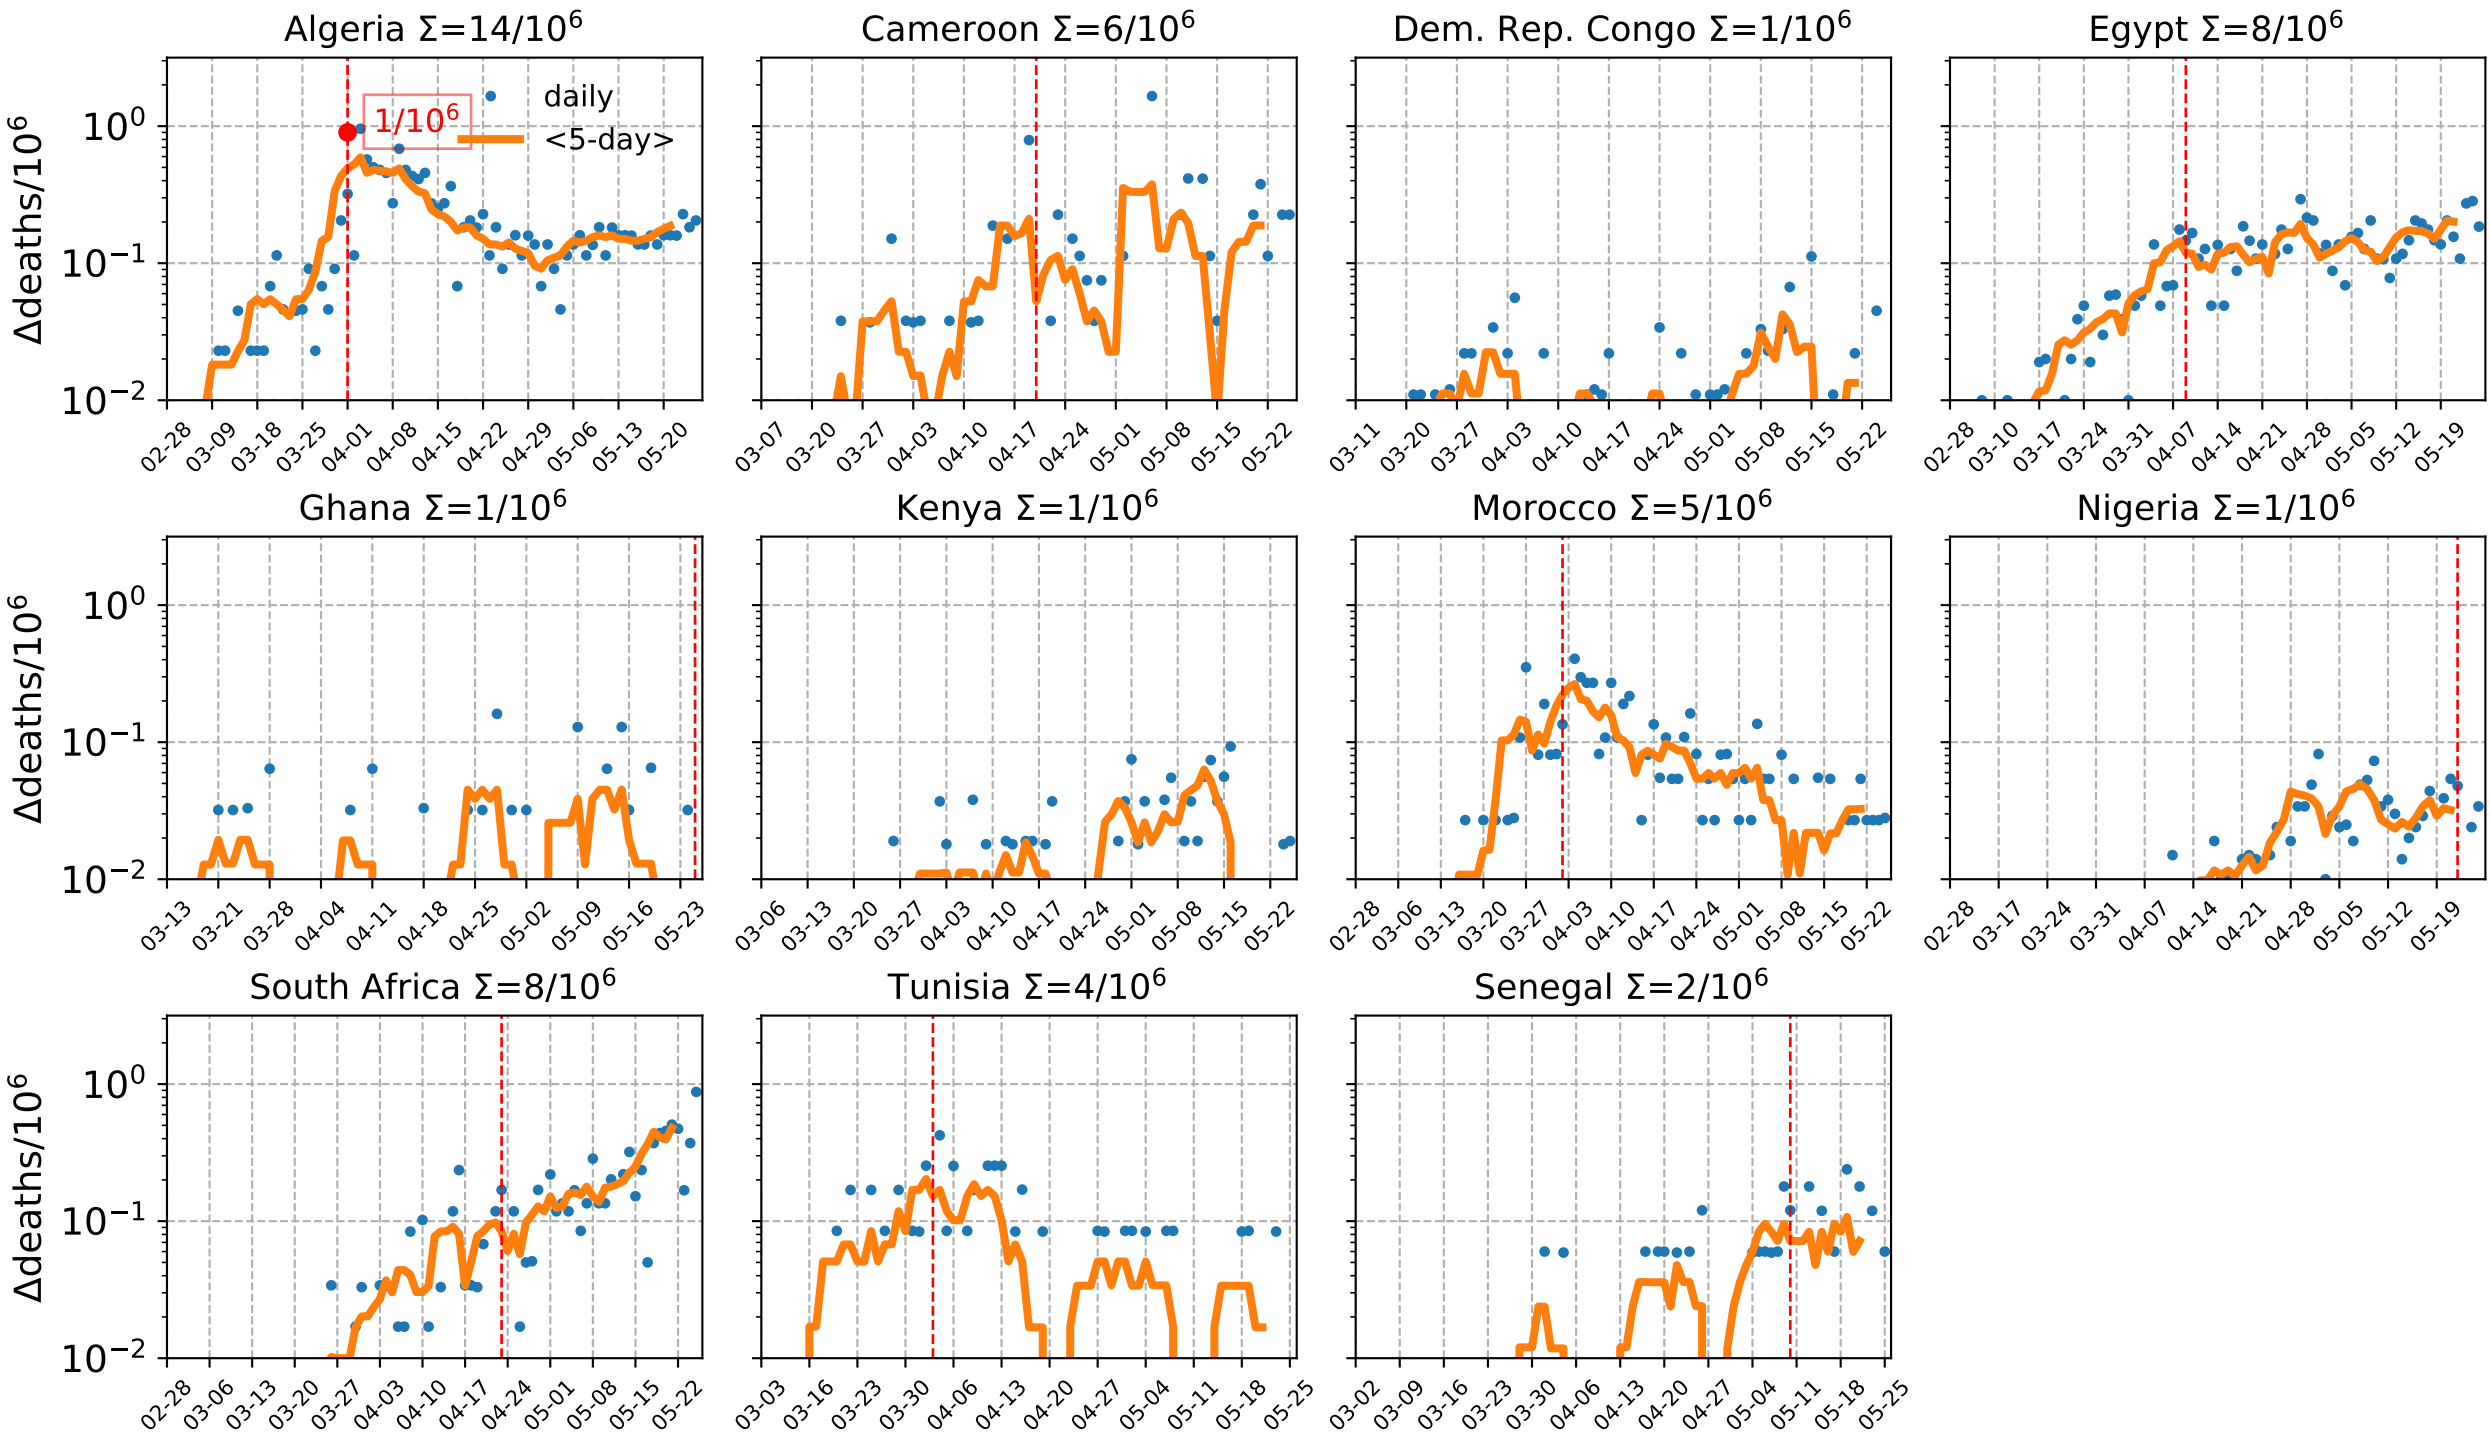 Algeria Σ=14/10⁶
Cameroon Σ=6/10⁶
Dem. Rep. Congo Σ=1/10⁶
Egypt Σ=8/10⁶
Δdeaths/10⁶
10⁰
10⁻¹
10⁻²
1/10⁶
daily
<5-day>
02-28 03-09 03-18 03-25 04-01 04-08 04-15 04-22 04-29 05-06 05-13 05-20
03-07 03-20 03-27 04-03 04-10 04-17 04-24 05-01 05-08 05-15 05-22
03-11 03-20 03-27 04-03 04-10 04-17 04-24 05-01 05-08 05-15 05-22
02-28 03-10 03-17 03-24 03-31 04-07 04-14 04-21 04-28 05-05 05-12 05-19
Ghana Σ=1/10⁶
Kenya Σ=1/10⁶
Morocco Σ=5/10⁶
Nigeria Σ=1/10⁶
Δdeaths/10⁶
10⁰
10⁻¹
10⁻²
03-13 03-21 03-28 04-04 04-11 04-18 04-25 05-02 05-09 05-16 05-23
03-06 03-13 03-20 03-27 04-03 04-10 04-17 04-24 05-01 05-08 05-15 05-22
02-28 03-06 03-13 03-20 03-27 04-03 04-10 04-17 04-24 05-01 05-08 05-15 05-22
02-28 03-17 03-24 03-31 04-07 04-14 04-21 04-28 05-05 05-12 05-19
South Africa Σ=8/10⁶
Tunisia Σ=4/10⁶
Senegal Σ=2/10⁶
Δdeaths/10⁶
10⁰
10⁻¹
10⁻²
02-28 03-06 03-13 03-20 03-27 04-03 04-10 04-17 04-24 05-01 05-08 05-15 05-22
03-03 03-16 03-23 03-30 04-06 04-13 04-20 04-27 05-04 05-11 05-18 05-25
03-02 03-09 03-16 03-23 03-30 04-06 04-13 04-20 04-27 05-04 05-11 05-18 05-25